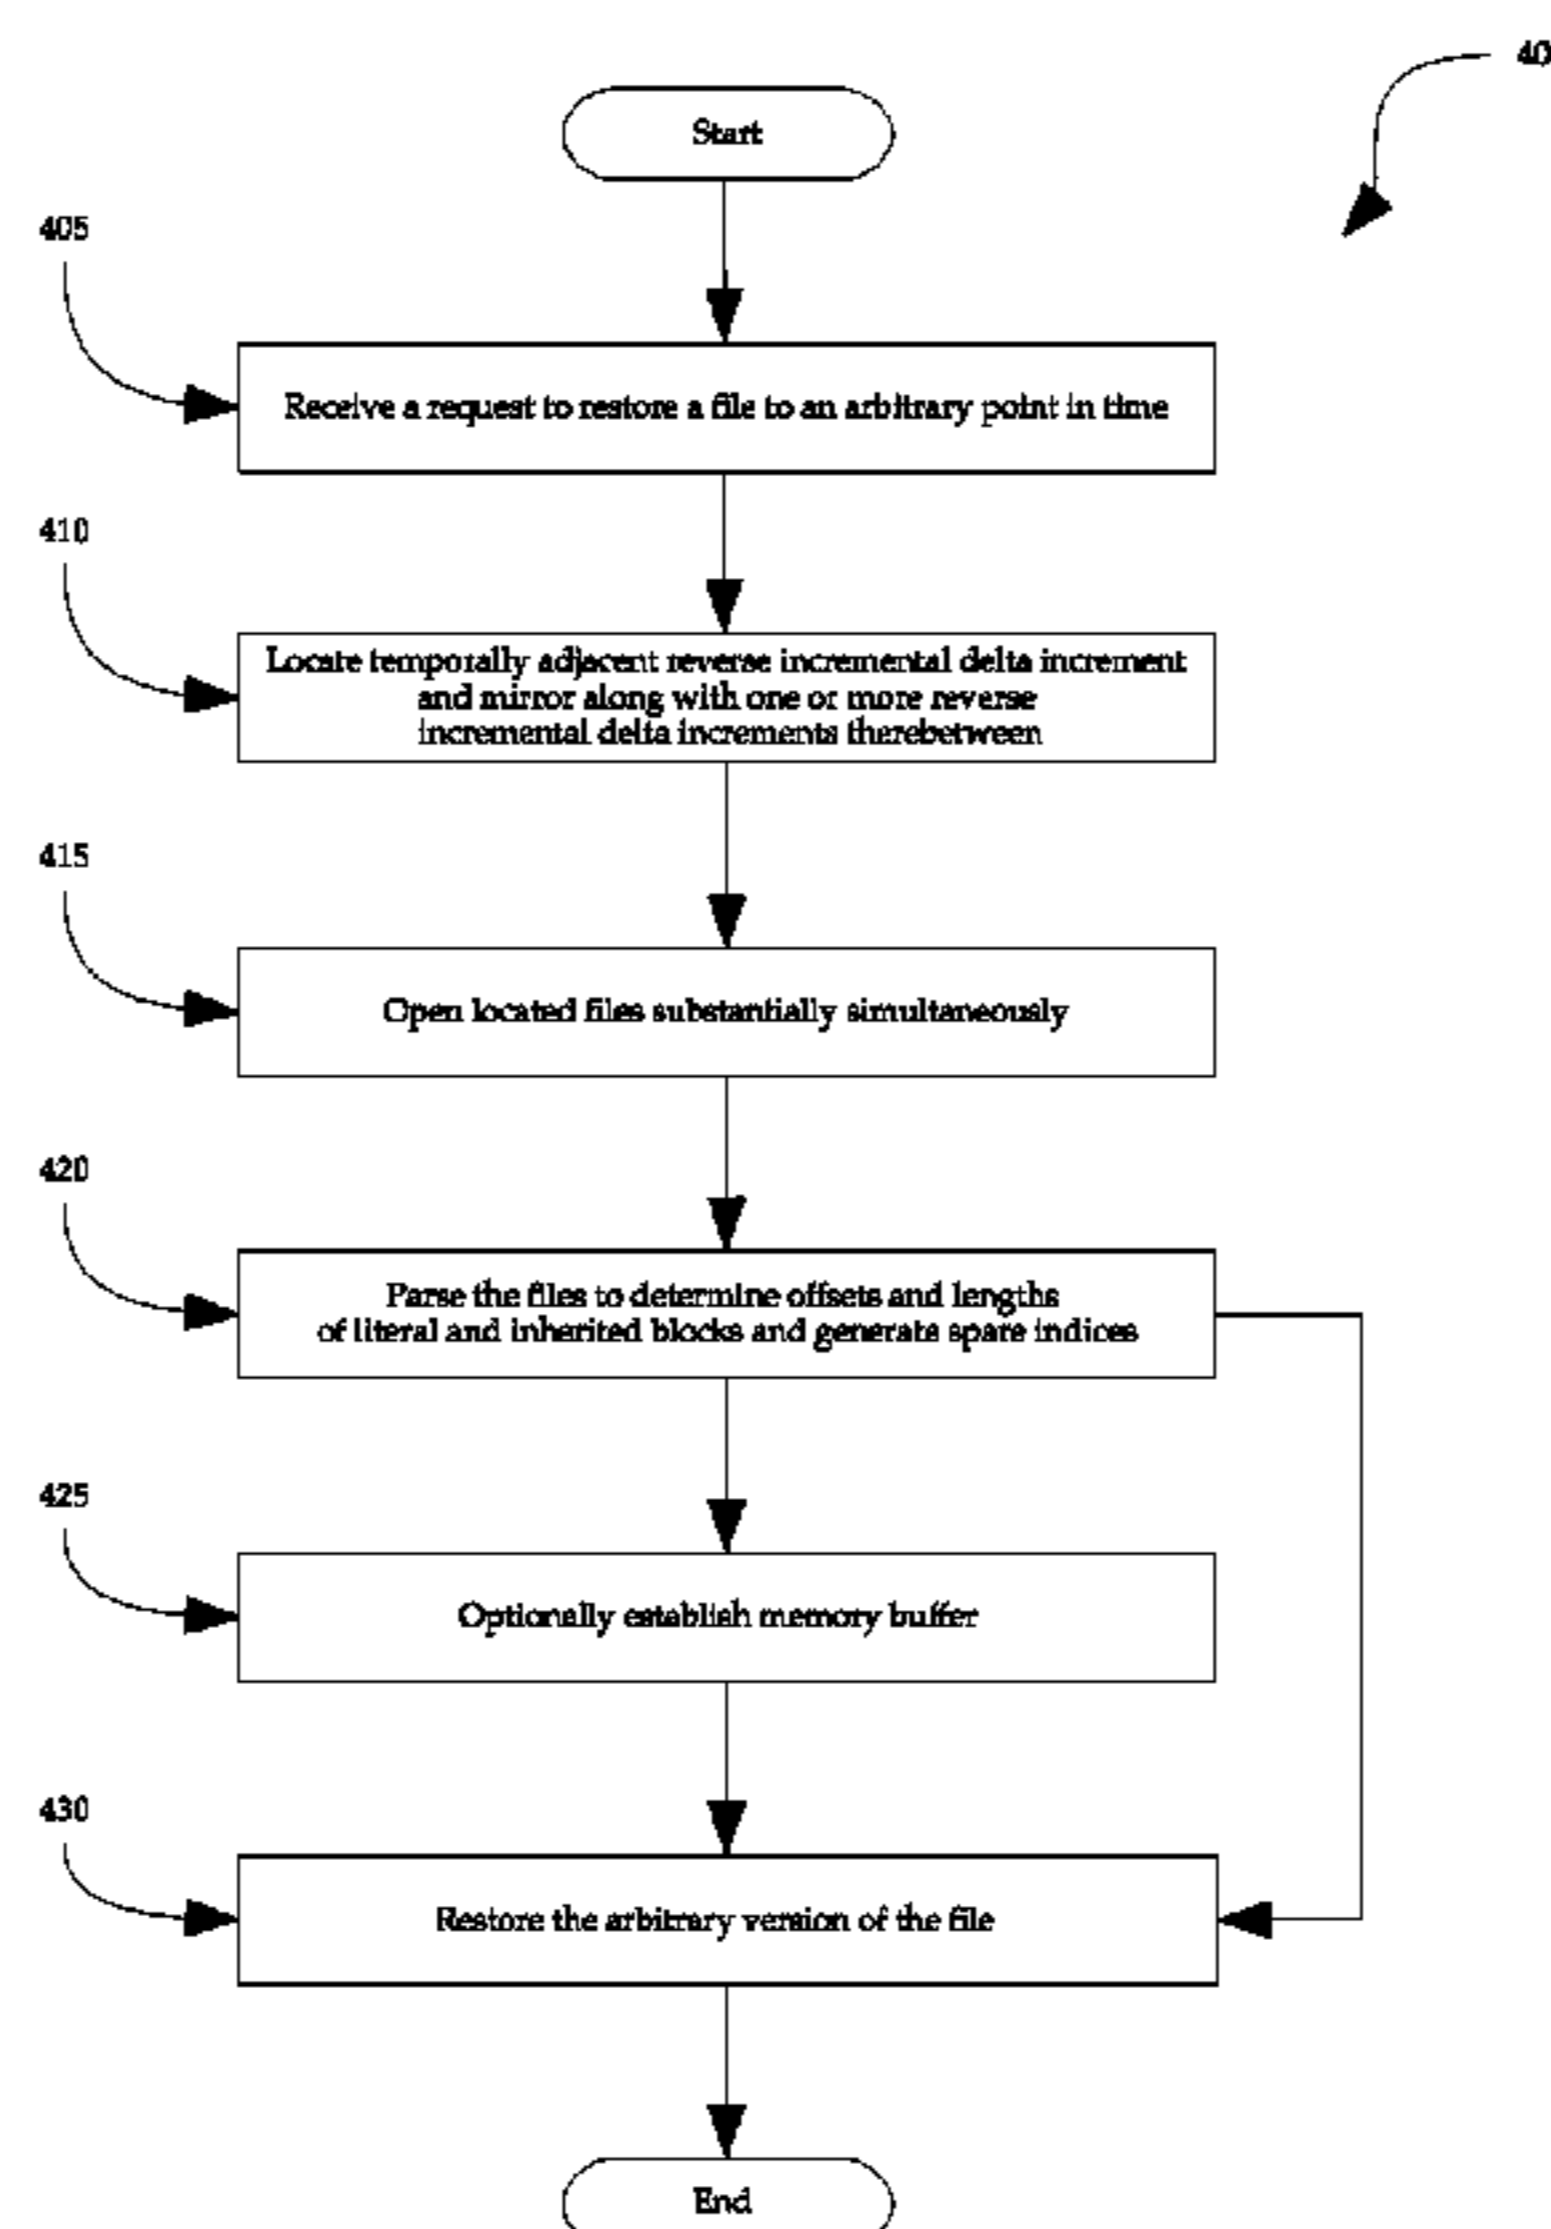 40
Start
405
Receive a request to restore a file to an arbitrary point in time
410
Locate temporally adjacent reverse incremental delta increment
and mirror along with one or more reverse
incremental delta increments therebetween
415
Open located files substantially simultaneously
420
Parse the files to determine offsets and lengths
of literal and inherited blocks and generate spare indices
425
Optionally establish memory buffer
430
Restore the arbitrary version of the file
End